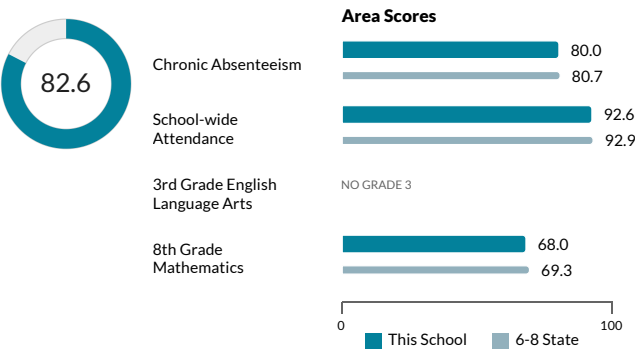 Area Scores
82.6
Chronic Absenteeism
80.0
80.7
School-wide
Attendance
92.6
92.9
3rd Grade English
Language Arts
NO GRADE 3
8th Grade
Mathematics
68.0
69.3
0
100
This School
6-8 State